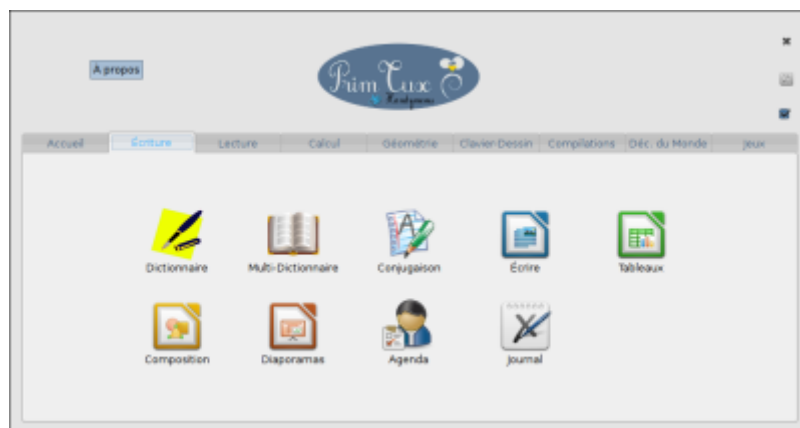 A propos
Prim Tux
Accueil Écriture Lecture Calcul Géométrie Clavier-Dessin Compilations Déc. du Monde Jeux
Dictionnaire Multi-Dictionnaire Conjugaison Écrire Tableaux
Composition Diaporamas Agenda Journal